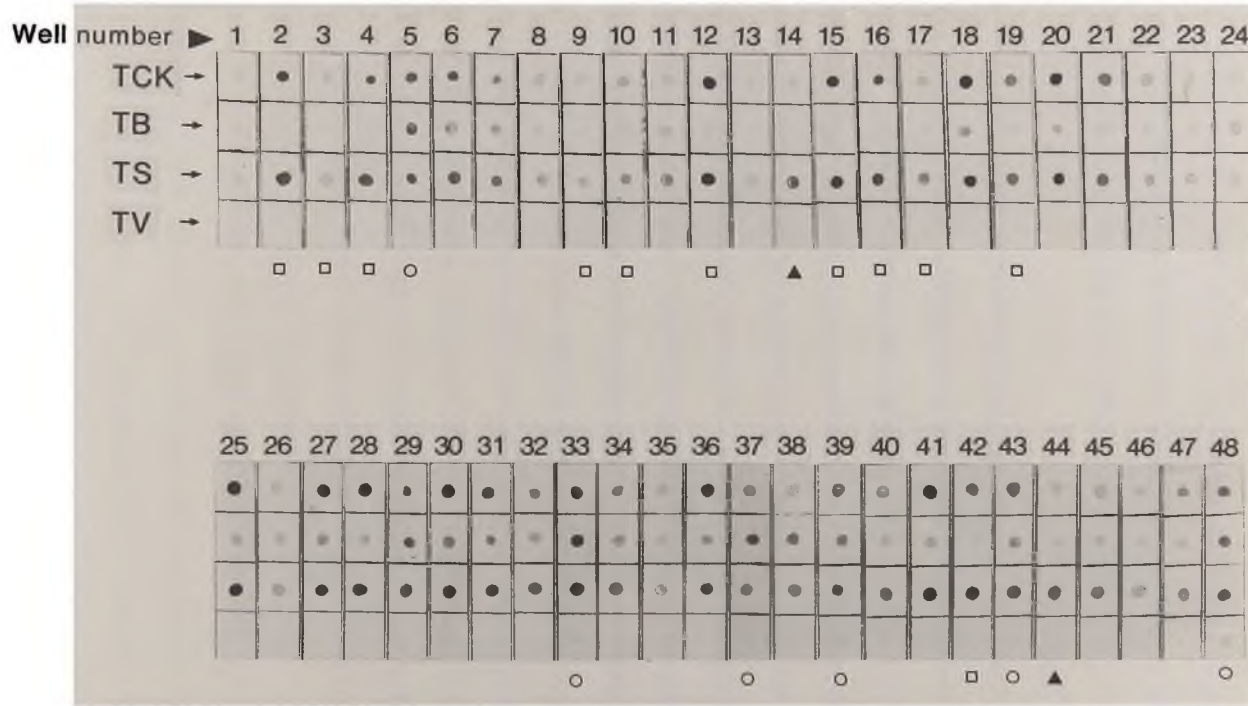 Well number ▶ 1 2 3 4 5 6 7 8 9 10 11 12 13 14 15 16 17 18 19 20 21 22 23 24
TCK →
TB →
TS →
TV →
25 26 27 28 29 30 31 32 33 34 35 36 37 38 39 40 41 42 43 44 45 46 47 48